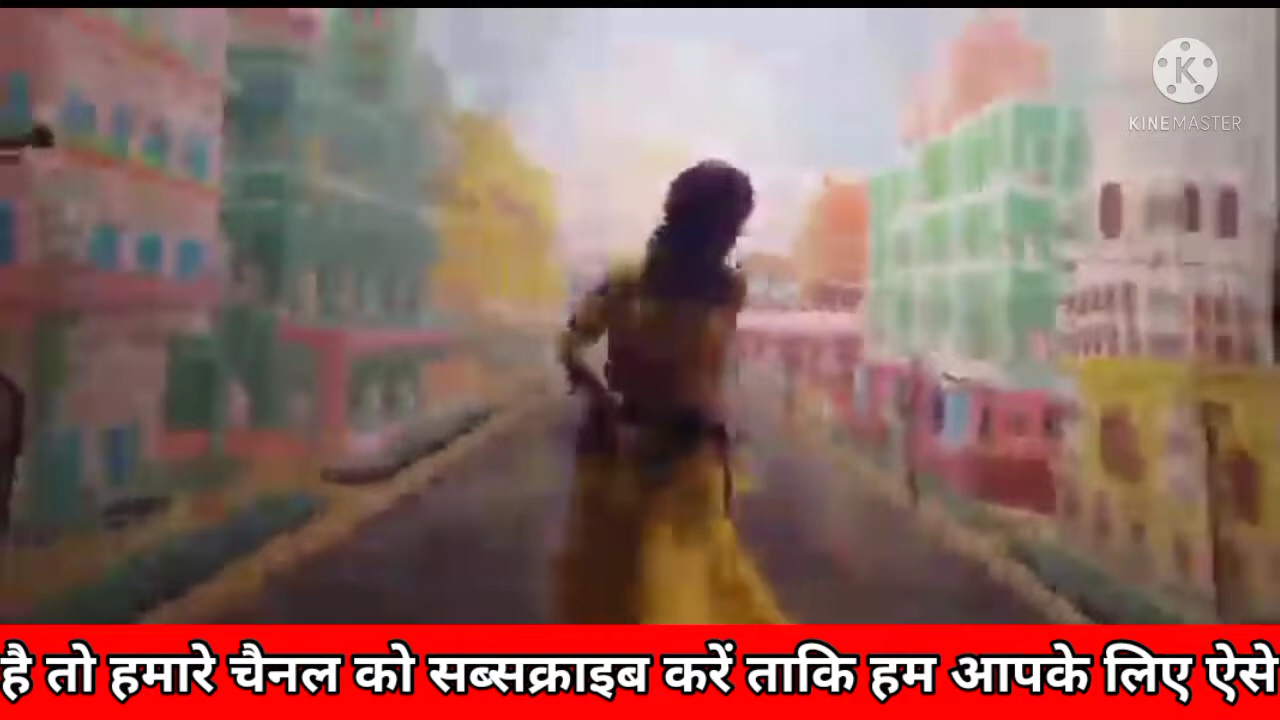 K
KINEMASTER
है तो हमारे चैनल को सब्सक्राइब करें ताकि हम आपके लिए ऐसे